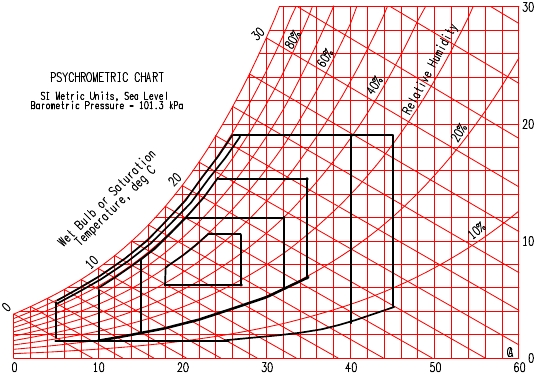 30
30
80%
60%
PSYCHROMETRIC CHART
SI Metric Units, Sea Level
Barometric Pressure - 101.3 kPa
40%
Relative Humidity
20%
20
Wet Bulb or Saturation
Temperature, deg C
20
10
10%
10
0
0
0 10 20 30 40 50 60